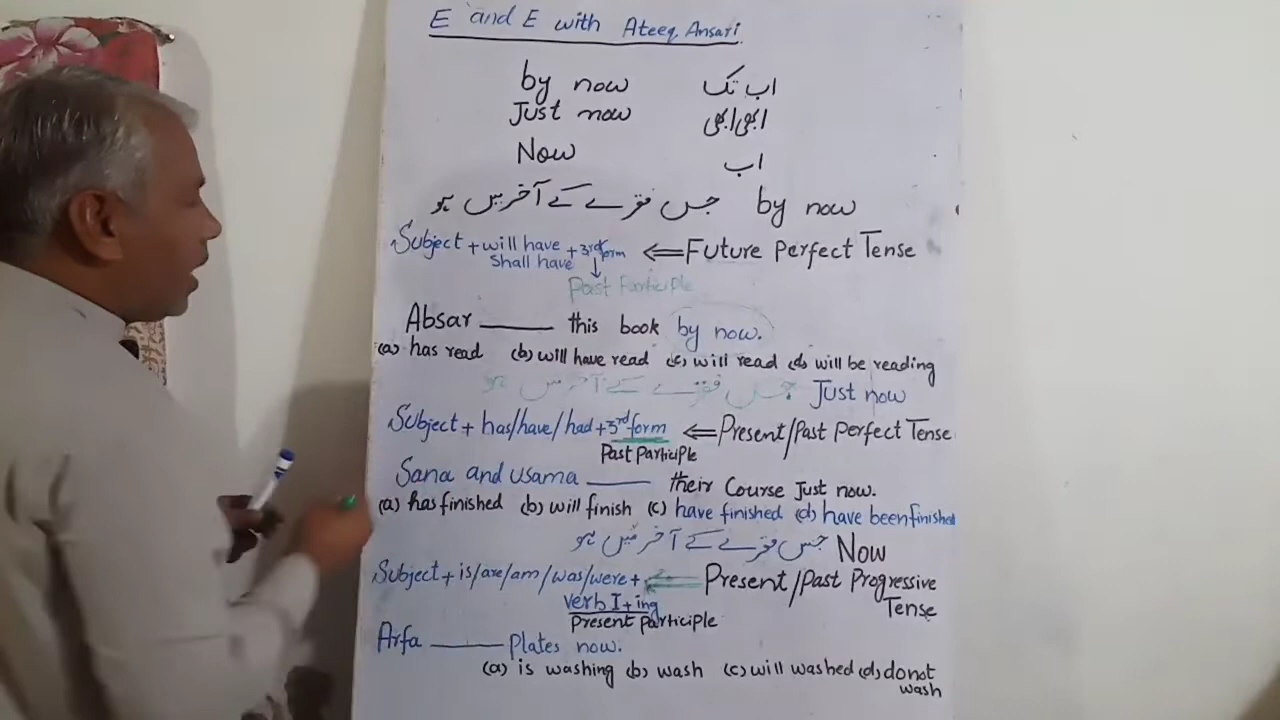 E and E with Ateeq Ansari
by now اب تک
Just now ابھی ابھی
Now اب
by now جس فقرے کے آخر میں ہو
Subject + will have + 3rd form ⇐ Future Perfect Tense
Shall have ↓
Past Participle
Absar ______ this book by now.
(a) has read (b) will have read (c) will read (d) will be reading
Just now جس فقرے کے آخر میں ہو
Subject + has/have/had + 3rd form ⇐ Present/Past Perfect Tense
Past Participle
Sana and Usama ______ their Course Just now.
(a) has finished (b) will finish (c) have finished (d) have been finished
Now جس فقرے کے آخر میں ہو
Subject + is/are/am/was/were + ⇐ Present/Past Progressive
Tense
verb I + ing
Present Participle
Arfa ______ Plates now.
(a) is washing (b) wash (c) will washed (d) do not
wash